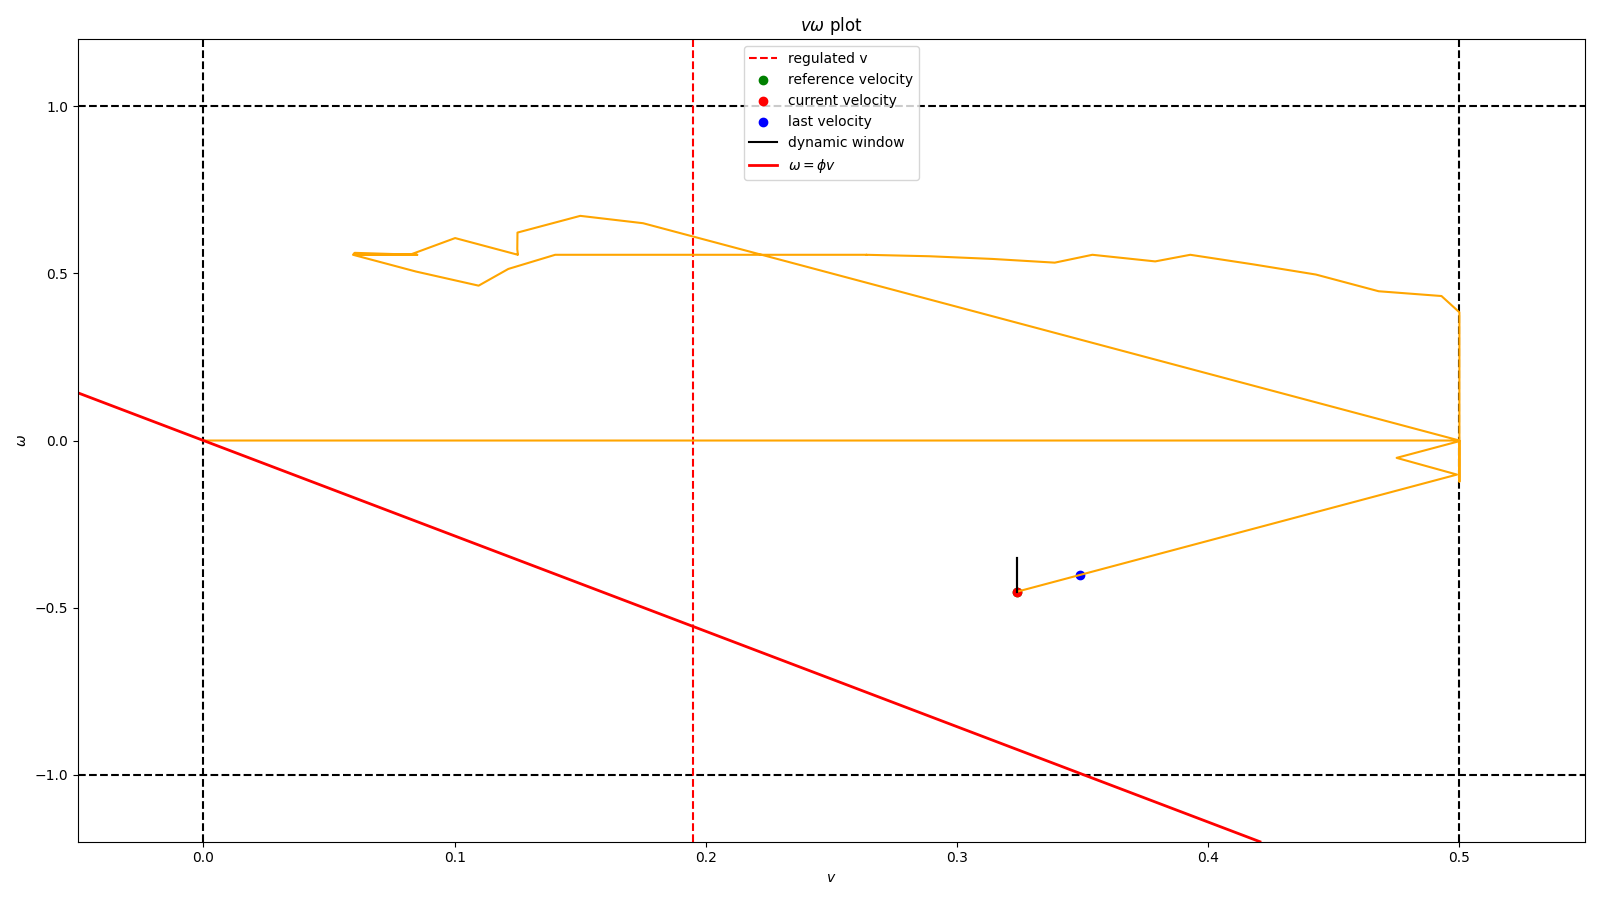 vω plot
regulated v
reference velocity
current velocity
last velocity
dynamic window
ω = ϕv
1.0
0.5
0.0
−0.5
−1.0
ω
0.0 0.1 0.2 0.3 0.4 0.5
v